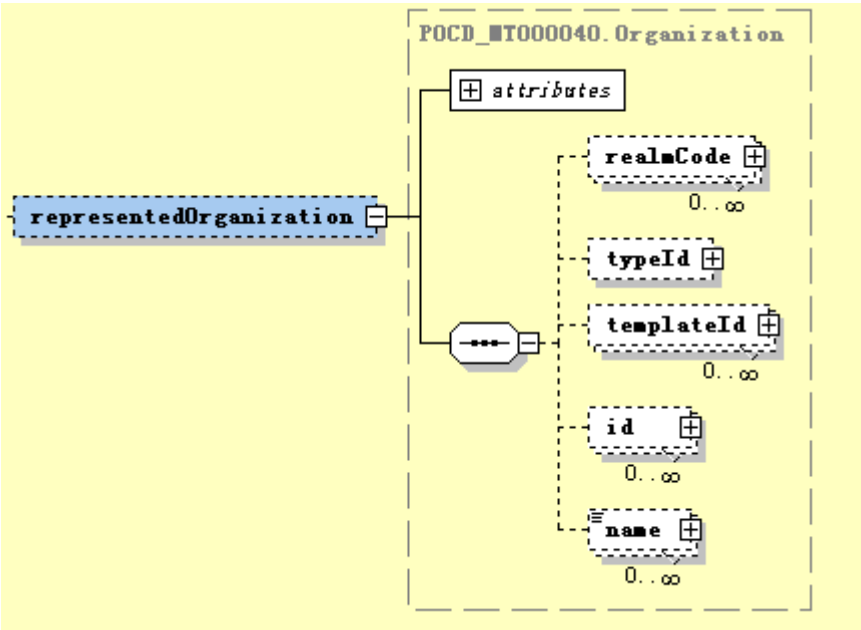 POCD_MT000040.Organization
attributes
realmCode
0..∞
representedOrganization
typeId
templateId
0..∞
id
0..∞
name
0..∞